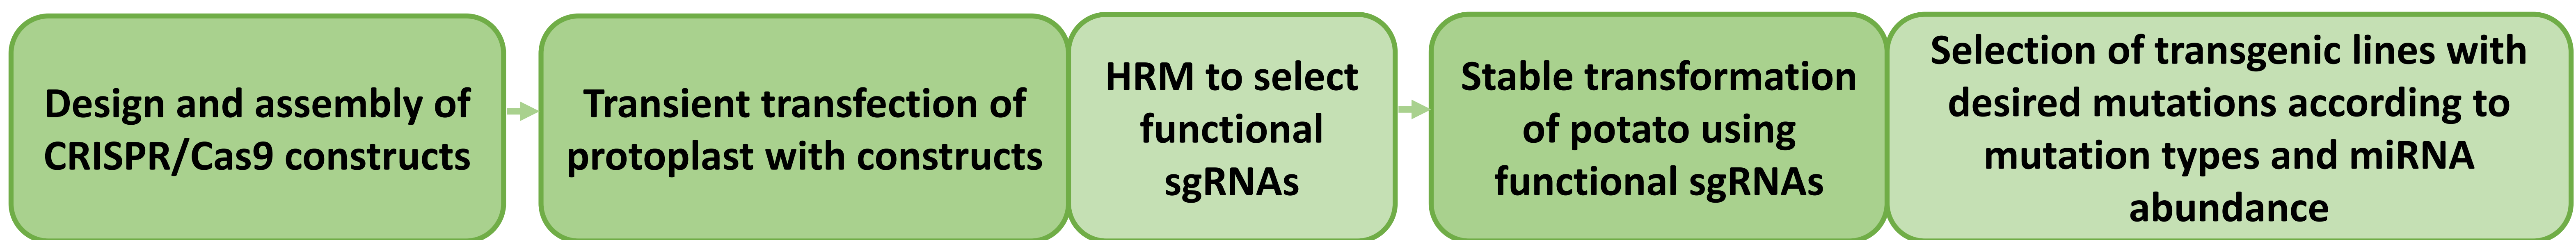 Design and assembly of
CRISPR/Cas9 constructs
Transient transfection of
protoplast with constructs
HRM to select
functional
sgRNAs
Stable transformation
of potato using
functional sgRNAs
Selection of transgenic lines with
desired mutations according to
mutation types and miRNA
abundance